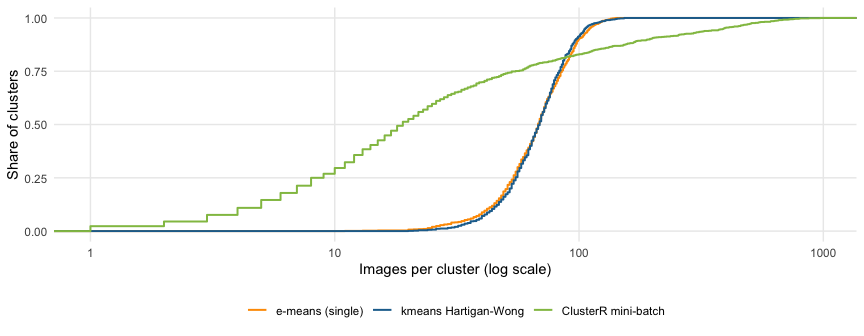 1.00
0.75
0.50
0.25
0.00
Share of clusters
1 10 100 1000
Images per cluster (log scale)
e-means (single) kmeans Hartigan-Wong ClusterR mini-batch